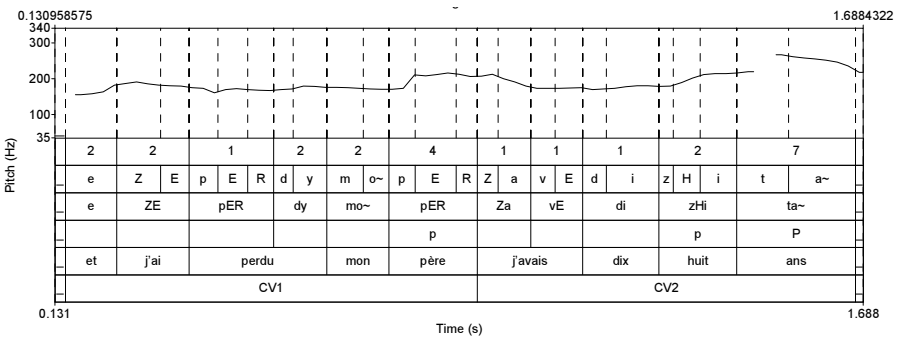 0.130958575 1.6884322
340
300
200
100
35
Pitch (Hz)
2 2 1 2 2 4 1 1 1 2 7
e Z E p E R d y m o~ p E R Z a v E d i z H i t a~
e ZE pER dy mo~ pER Za vE di zHi ta~
p p P
et j'ai perdu mon père j'avais dix huit ans
CV1 CV2
0.131 1.688
Time (s)